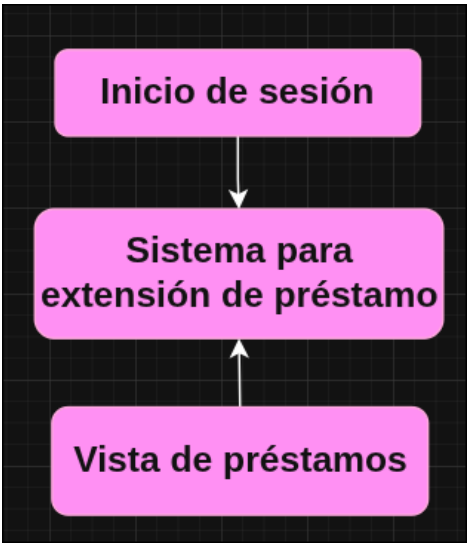 Inicio de sesión
Sistema para
extensión de préstamo
Vista de préstamos